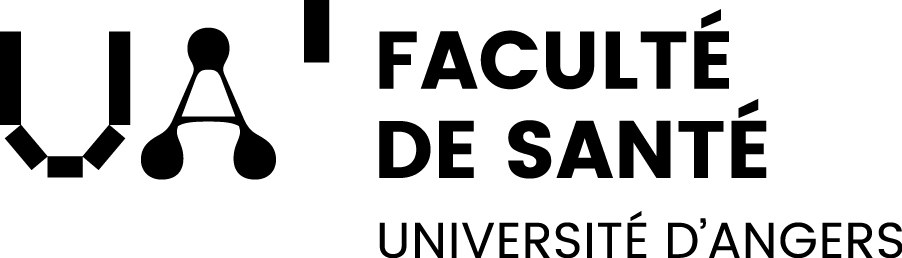 UA'
FACULTÉ
DE SANTÉ
UNIVERSITÉ D'ANGERS